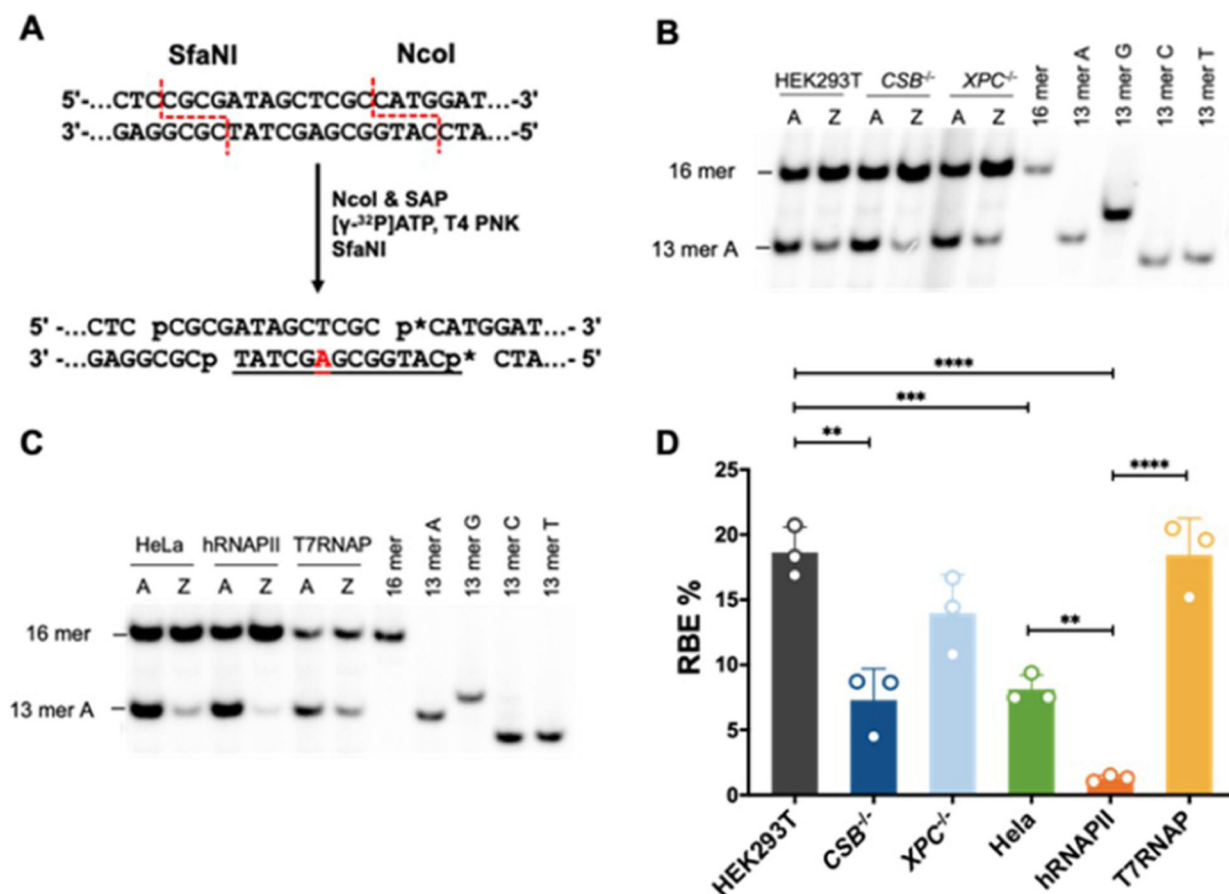 A
SfaNI NcoI
5'-...CTCCGCGATAGCTCGCCATGGAT...-3'
3'-...GAGGCGCTATCGAGCGGTACCTA...-5'
NcoI & SAP
[γ-³²P]ATP, T4 PNK
SfaNI
5'-...CTC pCGCGATAGCTCGC p*CATGGAT...-3'
3'-...GAGGCGCp TATCGAGCGGTACp* CTA...-5'
B
HEK293T CSB-/- XPC-/- 16 mer 13 mer A 13 mer G 13 mer C 13 mer T
A Z A Z A Z
16 mer
13 mer A
C
HeLa hRNAPII T7RNAP 16 mer 13 mer A 13 mer G 13 mer C 13 mer T
A Z A Z A Z
16 mer
13 mer A
D
****
***
**
****
**
RBE %
25
20
15
10
5
0
HEK293T CSB-/- XPC-/- Hela hRNAPII T7RNAP